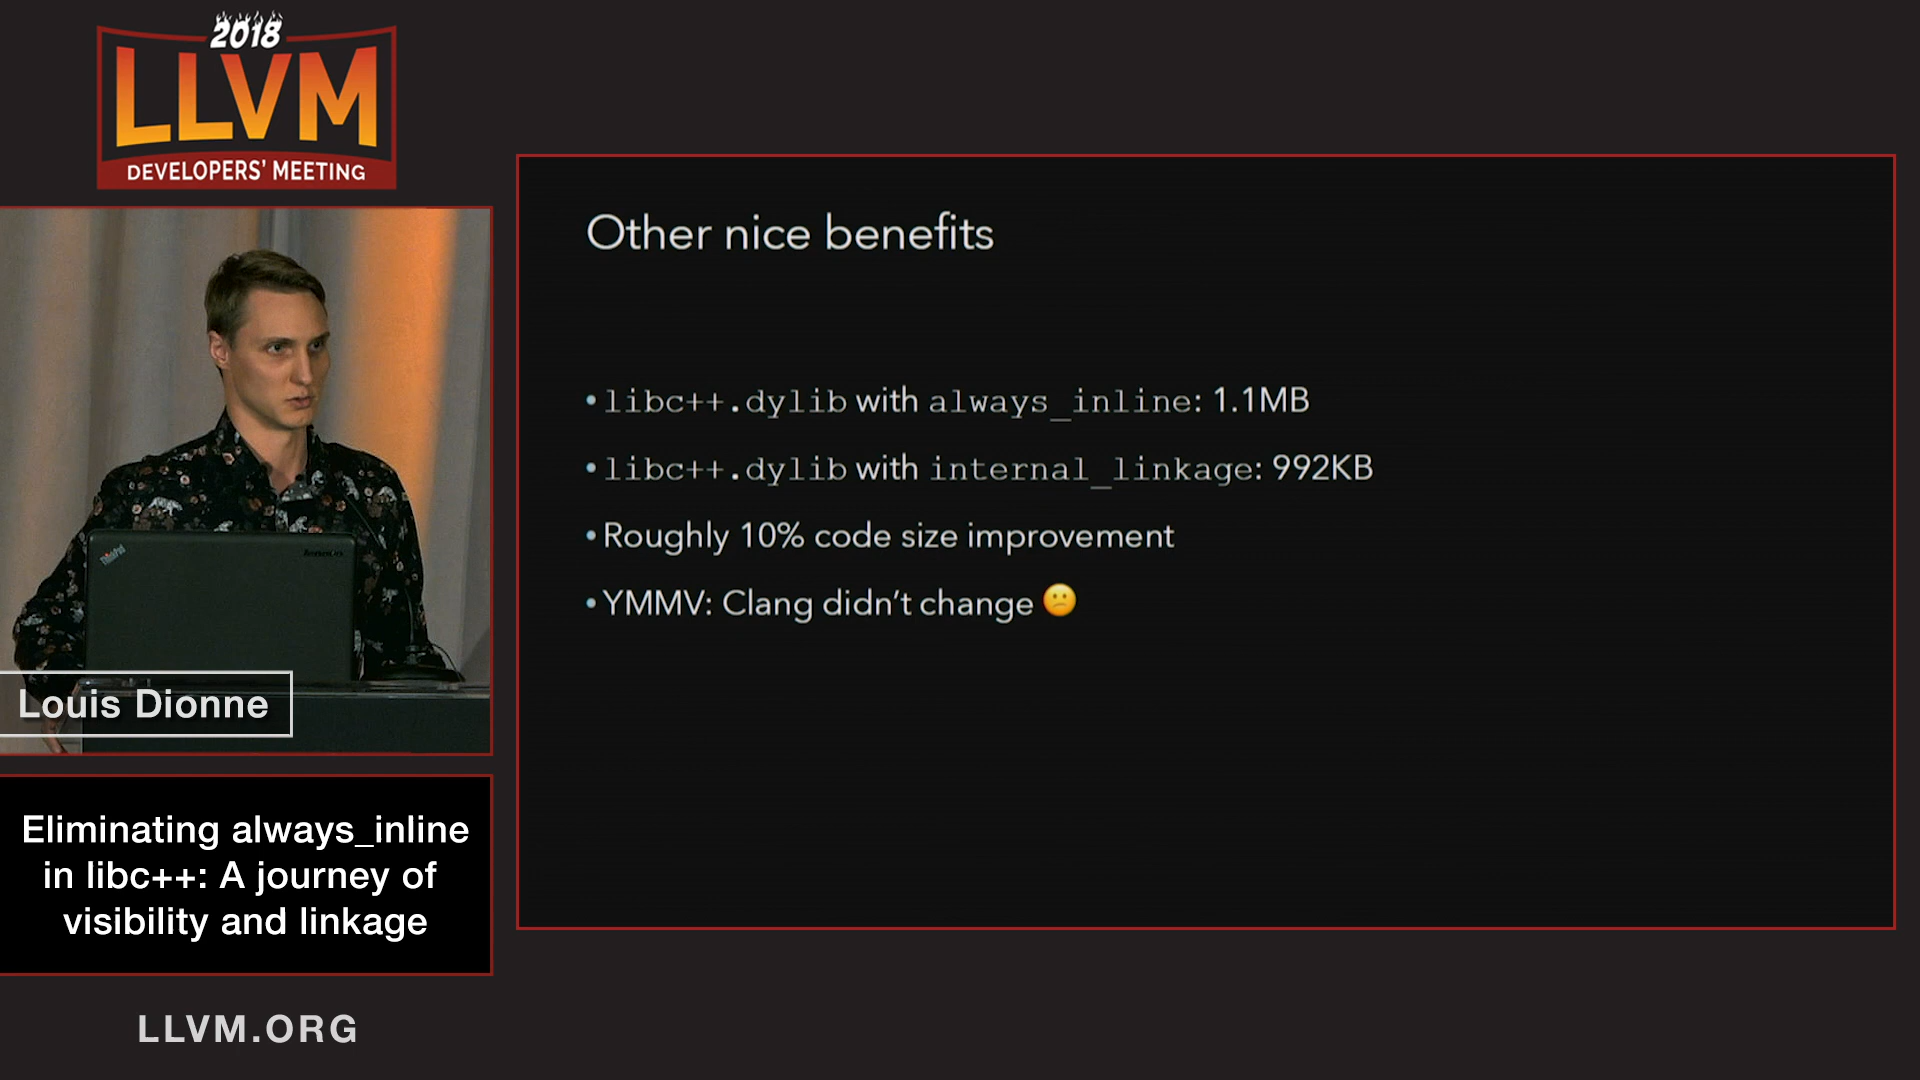 2018
LLVM
DEVELOPERS' MEETING
Other nice benefits
• libc++.dylib with always_inline: 1.1MB
• libc++.dylib with internal_linkage: 992KB
• Roughly 10% code size improvement
• YMMV: Clang didn't change 😕
ThinkPad
lenovo
Louis Dionne
Eliminating always_inline
in libc++: A journey of
visibility and linkage
LLVM.ORG